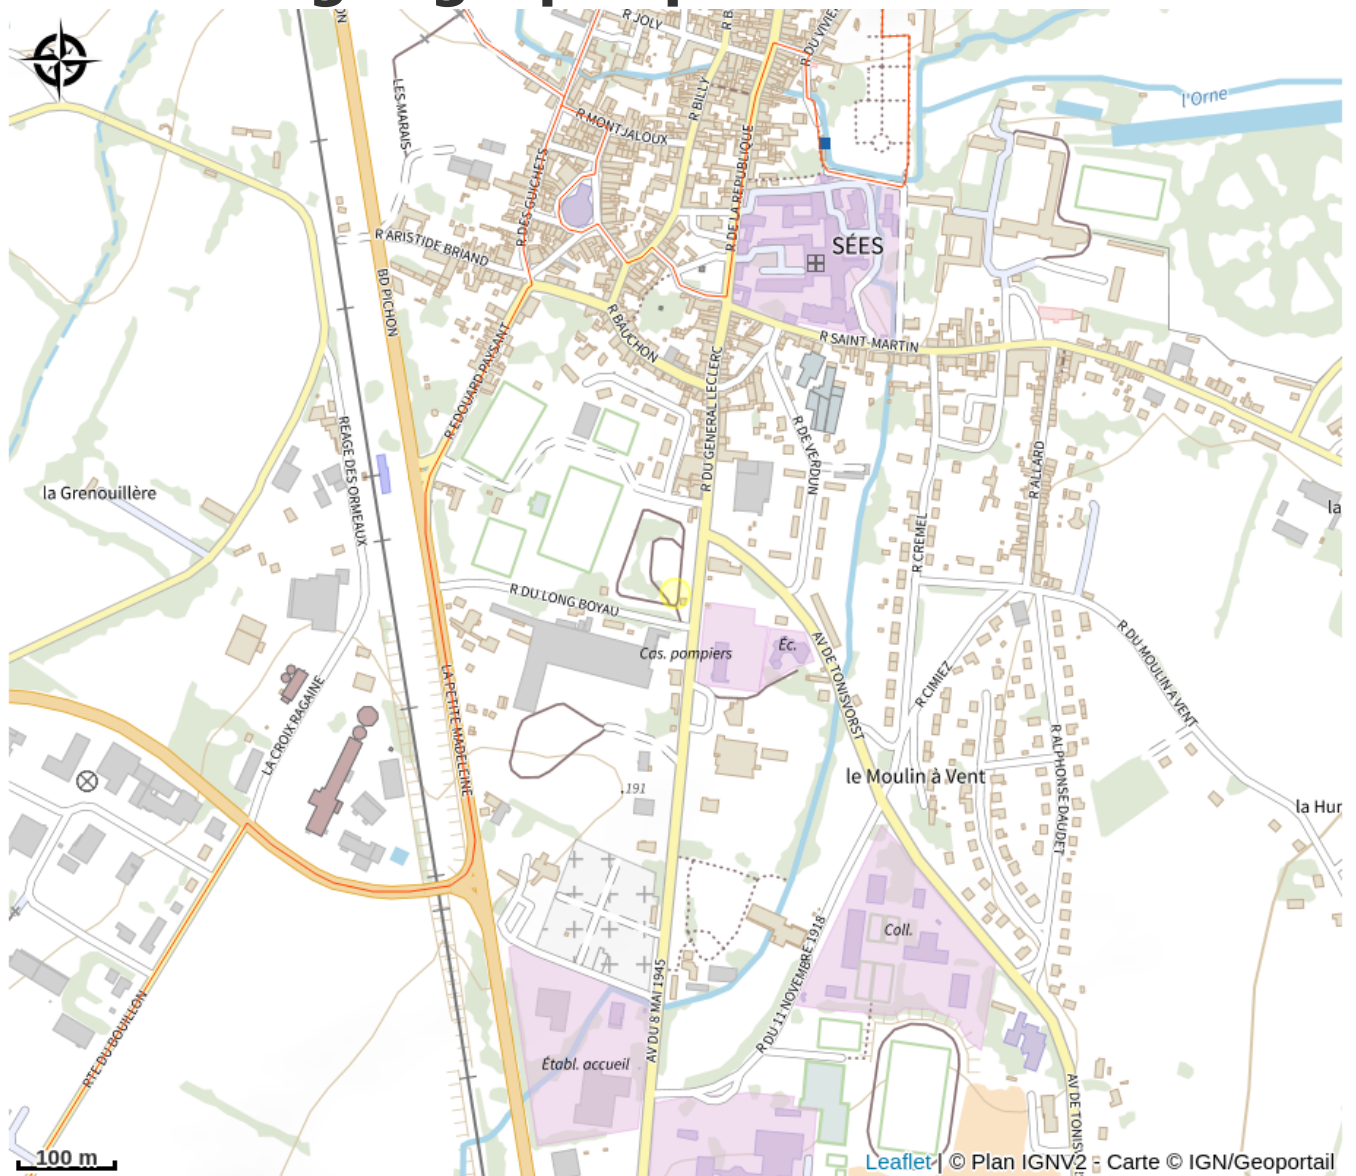 R JOLY
R DU VIVIER
R BILLY
l'Orne
LES MARAIS
R MONTJALOUX
R DE LA REPUBLIQUE
R DES GUICHETS
R ARISTIDE BRIAND
SÉES
BD PICHON
R BAUCHON
R SAINT-MARTIN
R EDOUARD PAYSANT
R DU GENERAL LECLERC
REAGE DES ORMEAUX
R DE VERDUN
R ALLARD
la Grenouillère
la
R CREMEL
R DU LONG BOYAU
Cas. pompiers
Éc.
AV DE TONISVORST
R DU MOULIN A VENT
R CIMIEZ
LA PETITE MADELEINE
LA CROIX RAGAINE
R ALPHONSE DAUDET
le Moulin à Vent
.191
la Hur
Coll.
R DU 11 NOVEMBRE 1918
AV DU 8 MAI 1945
RTE DU BOUILLON
Établ. accueil
AV DE TONISV
100 m
Leaflet | © Plan IGNV2 - Carte © IGN/Geoportail